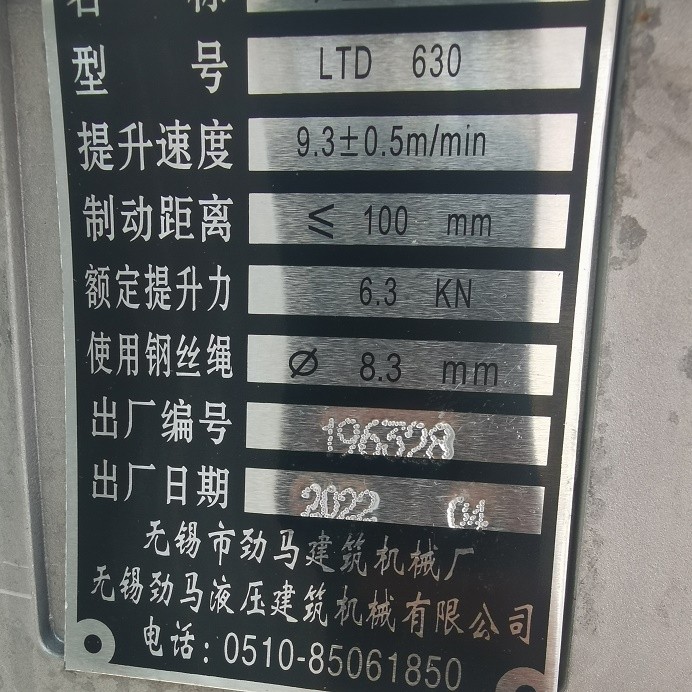 名 称
型 号 LTD 630
提升速度 9.3±0.5m/min
制动距离 ≤ 100 mm
额定提升力 6.3 KN
使用钢丝绳 Ø 8.3 mm
出厂编号 196328
出厂日期 2022 04
无锡市劲马建筑机械厂
无锡劲马液压建筑机械有限公司
电话：0510-85061850